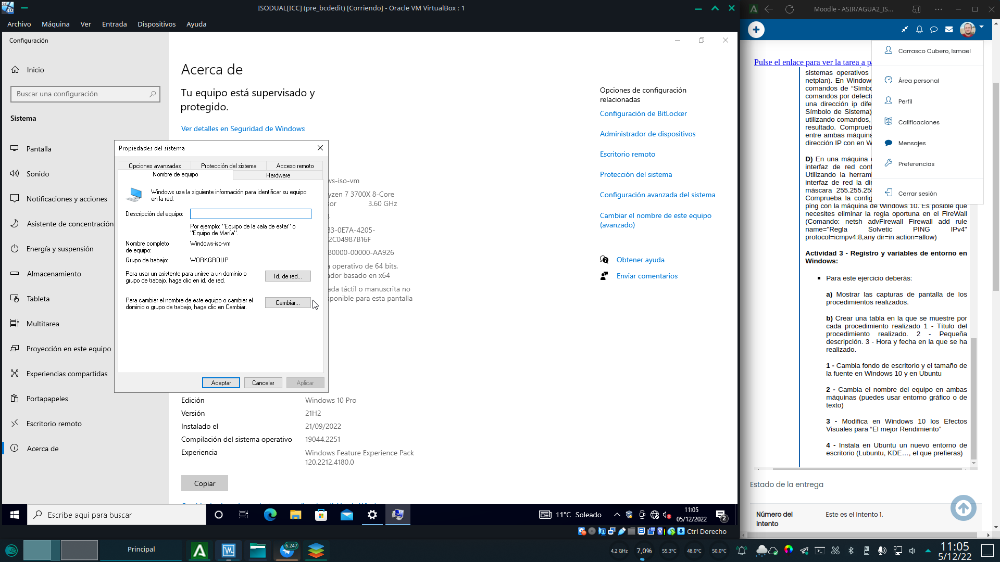 ISODUAL[ICC] (pre_bcdedit) [Corriendo] - Oracle VM VirtualBox : 1
Archivo Máquina Ver Entrada Dispositivos Ayuda
Configuración
Inicio
Buscar una configuración
Sistema
Pantalla
Sonido
Notificaciones y acciones
Asistente de concentración
Energía y suspensión
Almacenamiento
Tableta
Multitarea
Proyección en este equipo
Experiencias compartidas
Portapapeles
Escritorio remoto
Acerca de
Acerca de
Tu equipo está supervisado y
protegido.
Ver detalles en Seguridad de Windows
Propiedades del sistema
Opciones avanzadas Protección del sistema Acceso remoto
Nombre de equipo Hardware
Windows usa la siguiente información para identificar su equipo
en la red.
Descripción del equipo:
Por ejemplo: "Equipo de la sala de estar" o
"Equipo de María".
Nombre completo
de equipo:
Windows-iso-vm
Grupo de trabajo: WORKGROUP
Para usar un asistente para unirse a un dominio o
grupo de trabajo, haga clic en id. de red.
Id. de red...
Para cambiar el nombre de este equipo o cambiar el
dominio o grupo de trabajo, haga clic en Cambiar.
Cambiar...
Aceptar Cancelar Aplicar
ws-iso-vm
yzen 7 3700X 8-Core
sor 3.60 GHz
33-0E7A-4205-
2C04987B16F
80000-00000-AA926
a operativo de 64 bits,
ador basado en x64
ada táctil o manuscrita no
sponible para esta pantalla
Edición Windows 10 Pro
Versión 21H2
Instalado el 21/09/2022
Compilación del sistema operativo 19044.2251
Experiencia Windows Feature Experience Pack
120.2212.4180.0
Copiar
Opciones de configuración
relacionadas
Configuración de BitLocker
Administrador de dispositivos
Escritorio remoto
Protección del sistema
Configuración avanzada del sistema
Cambiar el nombre de este equipo
(avanzado)
Obtener ayuda
Enviar comentarios
Escribe aquí para buscar
11°C Soleado
11:05
05/12/2022
2
Ctrl Derecho
Moodle - ASIR/AGUA2_IS...
Carrasco Cubero, Ismael
Área personal
Perfil
Calificaciones
Mensajes
Preferencias
Cerrar sesión
Pulse el enlace para ver la tarea a pa
sistemas operativos
netplan). En Window
comandos de "Símbo
comandos por defecto
una dirección ip dife
Símbolo de Sistema)
utilizando comandos,
resultado. Comprueb
entre ambas máquina
dirección IP con en W
D) En una máquina
interfaz de red conf
Utilizando la herram
interfaz de red la dir
máscara 255.255.255
Comprueba la config
ping con la máquina de Windows 10. Es posible que
necesites eliminar la regla oportuna en el FireWall
(Comando: netsh advFirewall Firewall add rule
name="Regla Solvetic PING IPv4"
protocol=icmpv4:8,any dir=in action=allow)
Actividad 3 - Registro y variables de entorno en
Windows:
Para este ejercicio deberás:
a) Mostrar las capturas de pantalla de los
procedimientos realizados.
b) Crear una tabla en la que se muestre por
cada procedimiento realizado 1 - Título del
procedimiento realizado. 2 - Pequeña
descripción. 3 - Hora y fecha en la que se ha
realizado.
1 - Cambia fondo de escritorio y el tamaño de
la fuente en Windows 10 y en Ubuntu
2 - Cambia el nombre del equipo en ambas
máquinas (puedes usar entorno gráfico o de
texto)
3 - Modifica en Windows 10 los Efectos
Visuales para “El mejor Rendimiento”
4 - Instala en Ubuntu un nuevo entorno de
escritorio (Lubuntu, KDE…, el que prefieras)
Estado de la entrega
Número del
Intento
Este es el intento 1.
Principal
6.247
4,2 GHz 7,0% 55,3°C 48,0°C 50,0°C
11:05
5/12/22